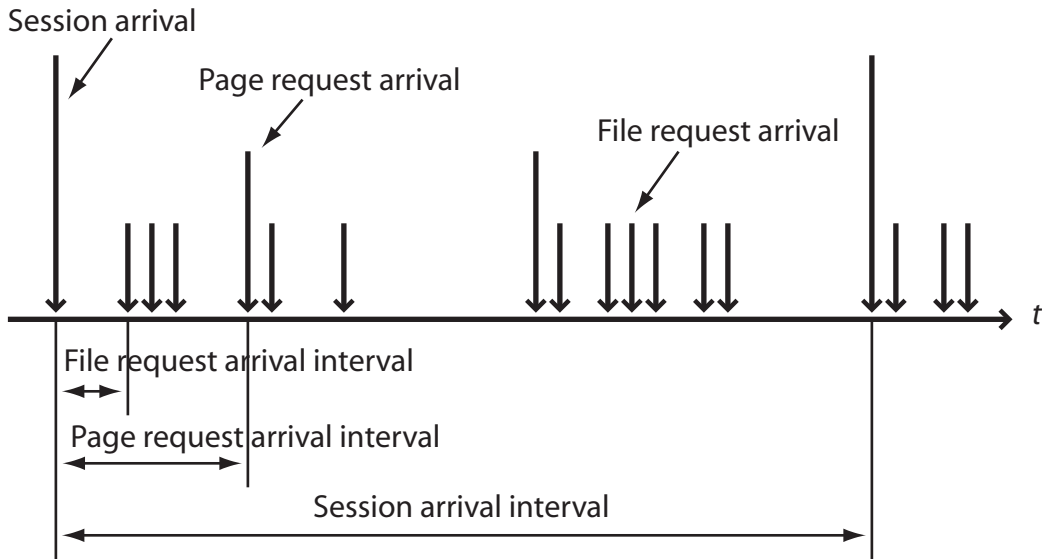 Session arrival
Page request arrival
File request arrival
t
File request arrival interval
Page request arrival interval
Session arrival interval